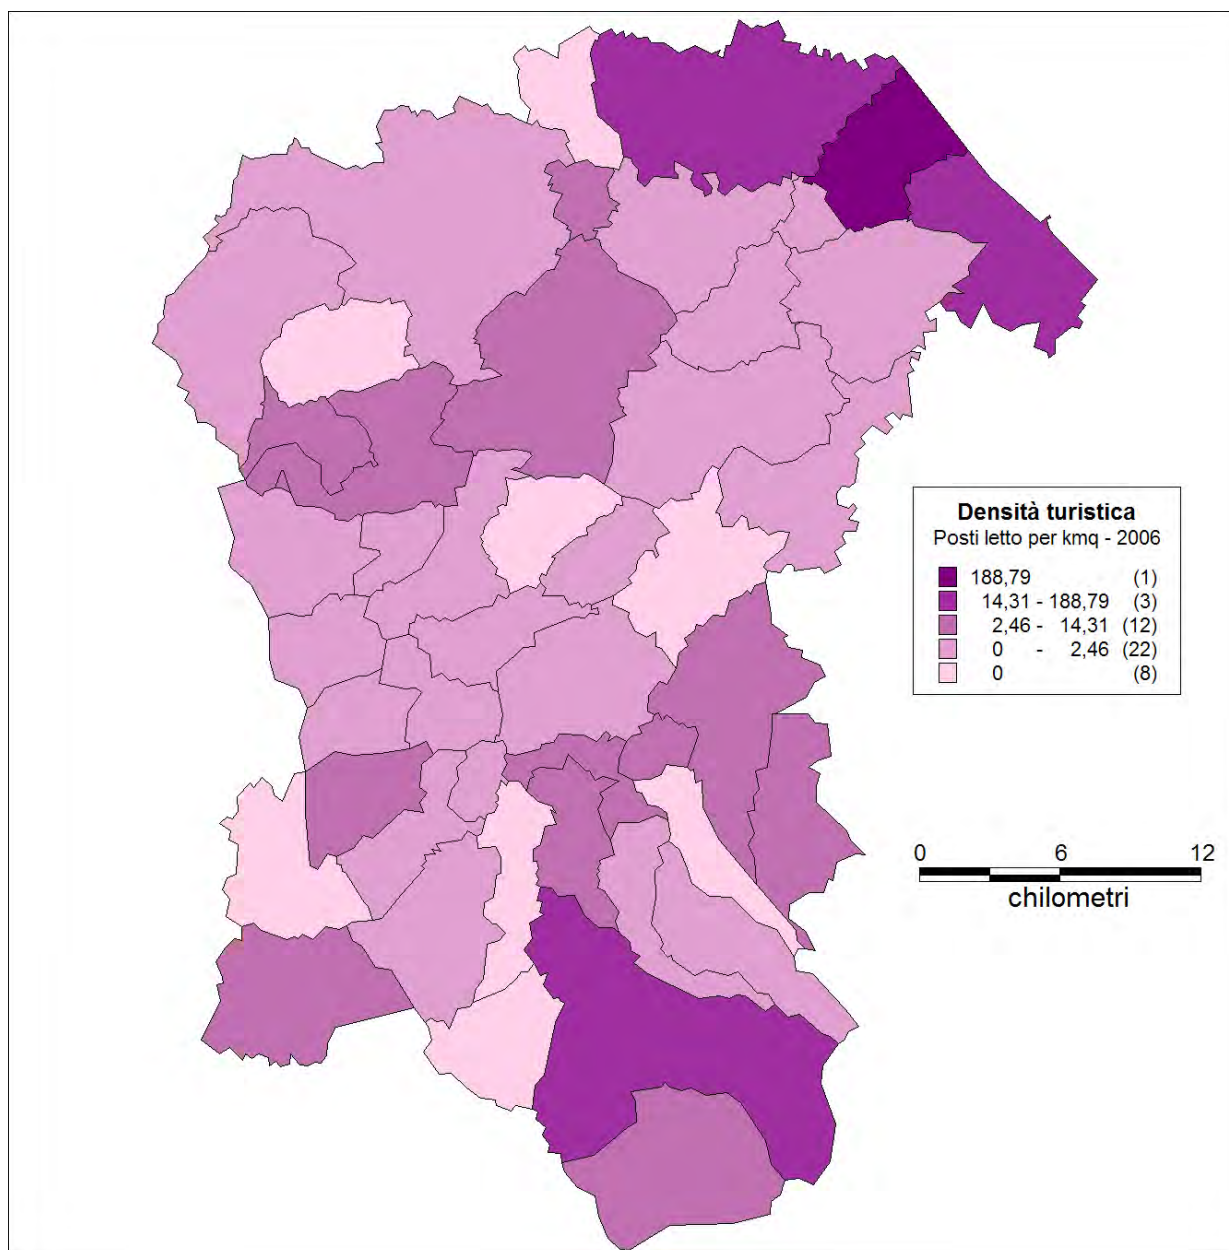 Densità turistica
Posti letto per kmq - 2006
188,79 (1)
14,31 - 188,79 (3)
2,46 - 14,31 (12)
0 - 2,46 (22)
0 (8)
0 6 12
chilometri